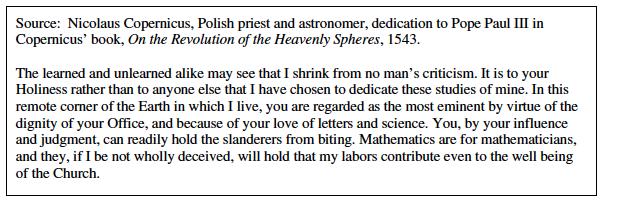 Source:  Nicolaus Copernicus, Polish priest and astronomer, dedication to Pope Paul III in
Copernicus’ book, On the Revolution of the Heavenly Spheres, 1543.
The learned and unlearned alike may see that I shrink from no man’s criticism. It is to your
Holiness rather than to anyone else that I have chosen to dedicate these studies of mine. In this
remote corner of the Earth in which I live, you are regarded as the most eminent by virtue of the
dignity of your Office, and because of your love of letters and science. You, by your influence
and judgment, can readily hold the slanderers from biting. Mathematics are for mathematicians,
and they, if I be not wholly deceived, will hold that my labors contribute even to the well being
of the Church.